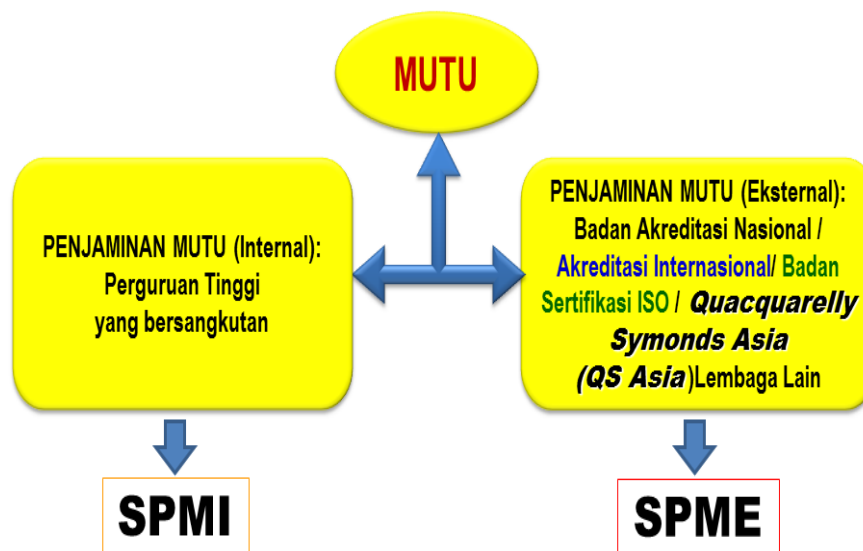 MUTU
PENJAMINAN MUTU (Internal):
Perguruan Tinggi
yang bersangkutan
PENJAMINAN MUTU (Eksternal):
Badan Akreditasi Nasional /
Akreditasi Internasional/ Badan
Sertifikasi ISO / Quacquarelly
Symonds Asia
(QS Asia)Lembaga Lain
SPMI
SPME